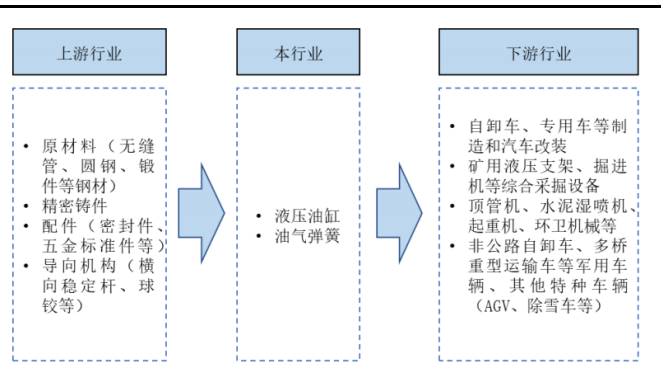 上游行业
本行业
下游行业
• 原材料（无缝
管、圆钢、锻
件等钢材）
• 精密铸件
• 配件（密封件、
五金标准件等）
• 导向机构（横
向稳定杆、球
铰等）
• 液压油缸
• 油气弹簧
• 自卸车、专用车等制
造和汽车改装
• 矿用液压支架、掘进
机等综合采掘设备
• 顶管机、水泥湿喷机、
起重机、环卫机械等
• 非公路自卸车、多桥
重型运输车等军用车
辆、其他特种车辆
（AGV、除雪车等）